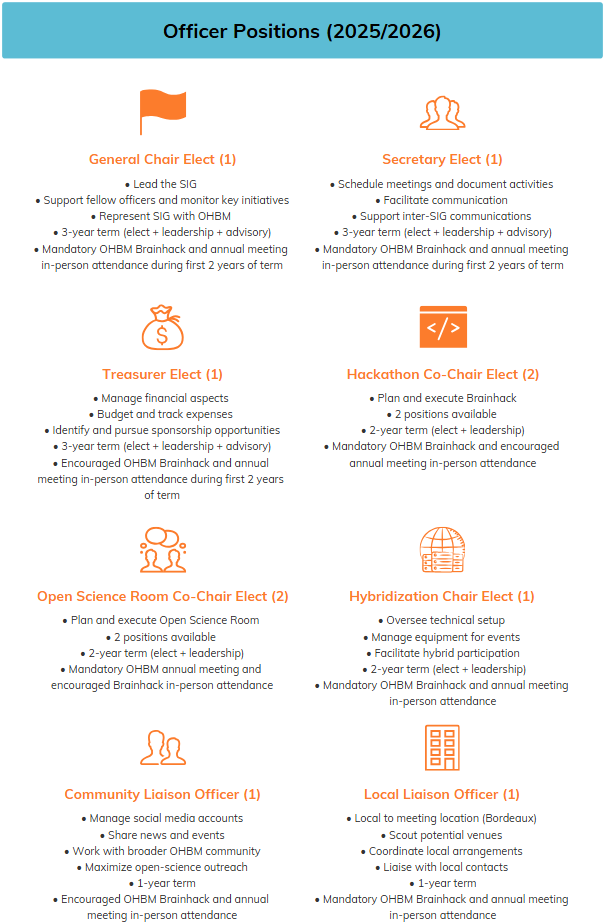 Officer Positions (2025/2026)
General Chair Elect (1)
• Lead the SIG
• Support fellow officers and monitor key initiatives
• Represent SIG with OHBM
• 3-year term (elect + leadership + advisory)
• Mandatory OHBM Brainhack and annual meeting
in-person attendance during first 2 years of term
Secretary Elect (1)
• Schedule meetings and document activities
• Facilitate communication
• Support inter-SIG communications
• 3-year term (elect + leadership + advisory)
• Mandatory OHBM Brainhack and annual meeting
in-person attendance during first 2 years of term
$
Treasurer Elect (1)
• Manage financial aspects
• Budget and track expenses
• Identify and pursue sponsorship opportunities
• 3-year term (elect + leadership + advisory)
• Encouraged OHBM Brainhack and annual
meeting in-person attendance during first 2 years
of term
</>
Hackathon Co-Chair Elect (2)
• Plan and execute Brainhack
• 2 positions available
• 2-year term (elect + leadership)
• Mandatory OHBM Brainhack and encouraged
annual meeting in-person attendance
Open Science Room Co-Chair Elect (2)
• Plan and execute Open Science Room
• 2 positions available
• 2-year term (elect + leadership)
• Mandatory OHBM annual meeting and
encouraged Brainhack in-person attendance
Hybridization Chair Elect (1)
• Oversee technical setup
• Manage equipment for events
• Facilitate hybrid participation
• 2-year term (elect + leadership)
• Mandatory OHBM Brainhack and annual meeting
in-person attendance
Community Liaison Officer (1)
• Manage social media accounts
• Share news and events
• Work with broader OHBM community
• Maximize open-science outreach
• 1-year term
• Encouraged OHBM Brainhack and annual
meeting in-person attendance
Local Liaison Officer (1)
• Local to meeting location (Bordeaux)
• Scout potential venues
• Coordinate local arrangements
• Liaise with local contacts
• 1-year term
• Mandatory OHBM Brainhack and annual meeting
in-person attendance